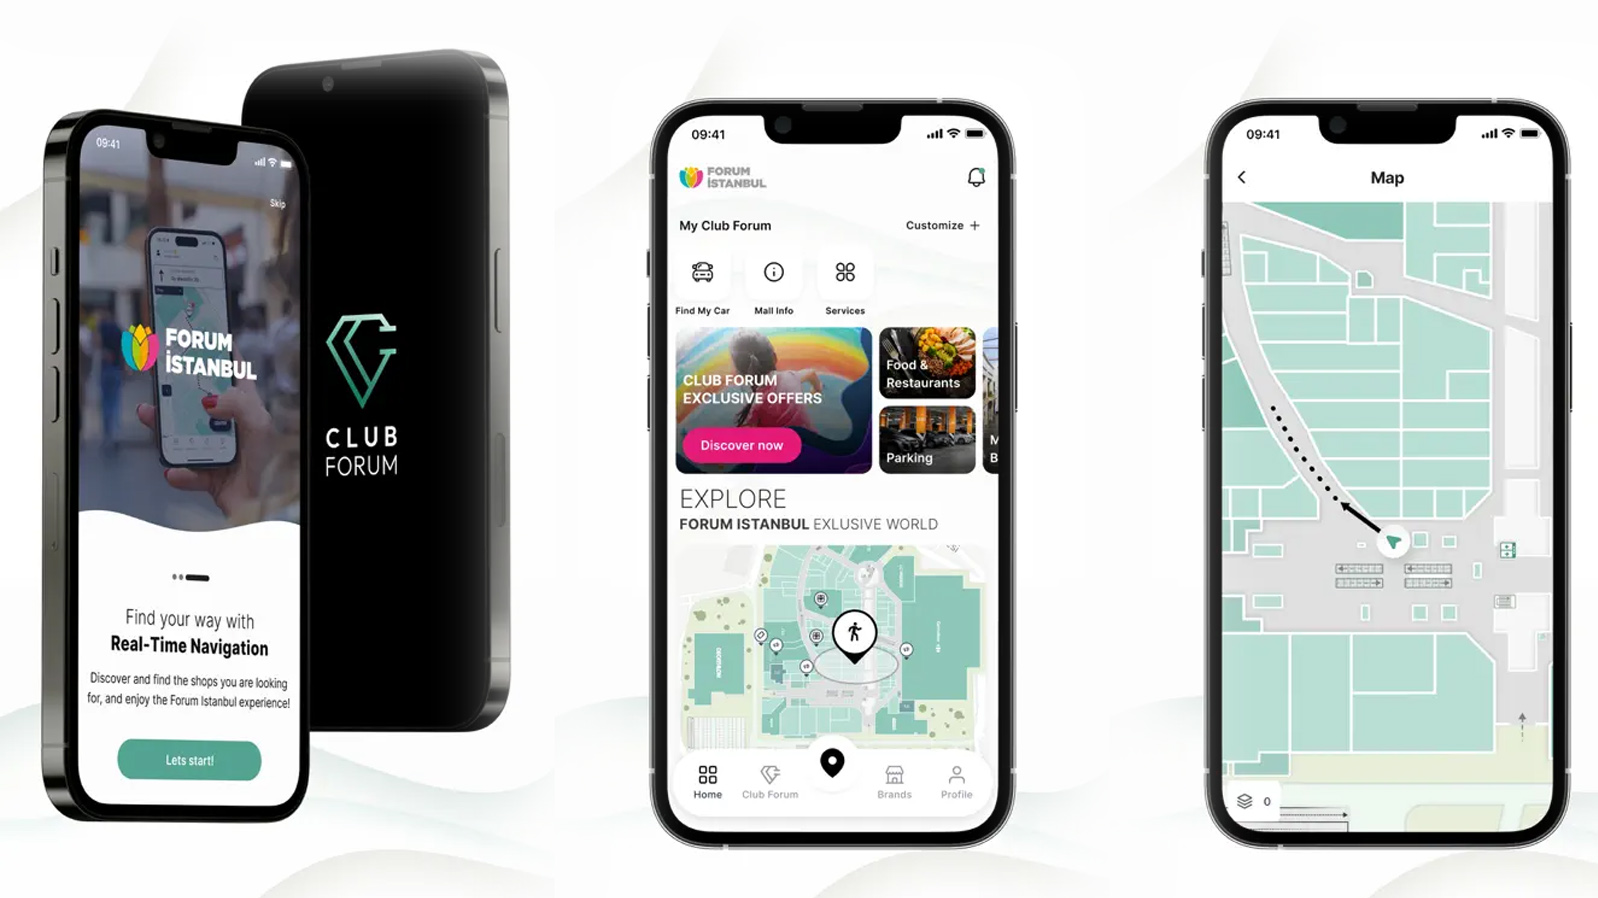 09:41
Skip
FORUM
İSTANBUL
Find your way with
Real-Time Navigation
Discover and find the shops you are looking
for, and enjoy the Forum Istanbul experience!
Lets start!
CLUB
FORUM
09:41
FORUM
İSTANBUL
My Club Forum
Customize +
Find My Car
Mall Info
Services
CLUB FORUM
EXCLUSIVE OFFERS
Discover now
Food &
Restaurants
Parking
M
B
EXPLORE
FORUM ISTANBUL EXLUSIVE WORLD
Home
Club Forum
Brands
Profile
09:41
Map
0